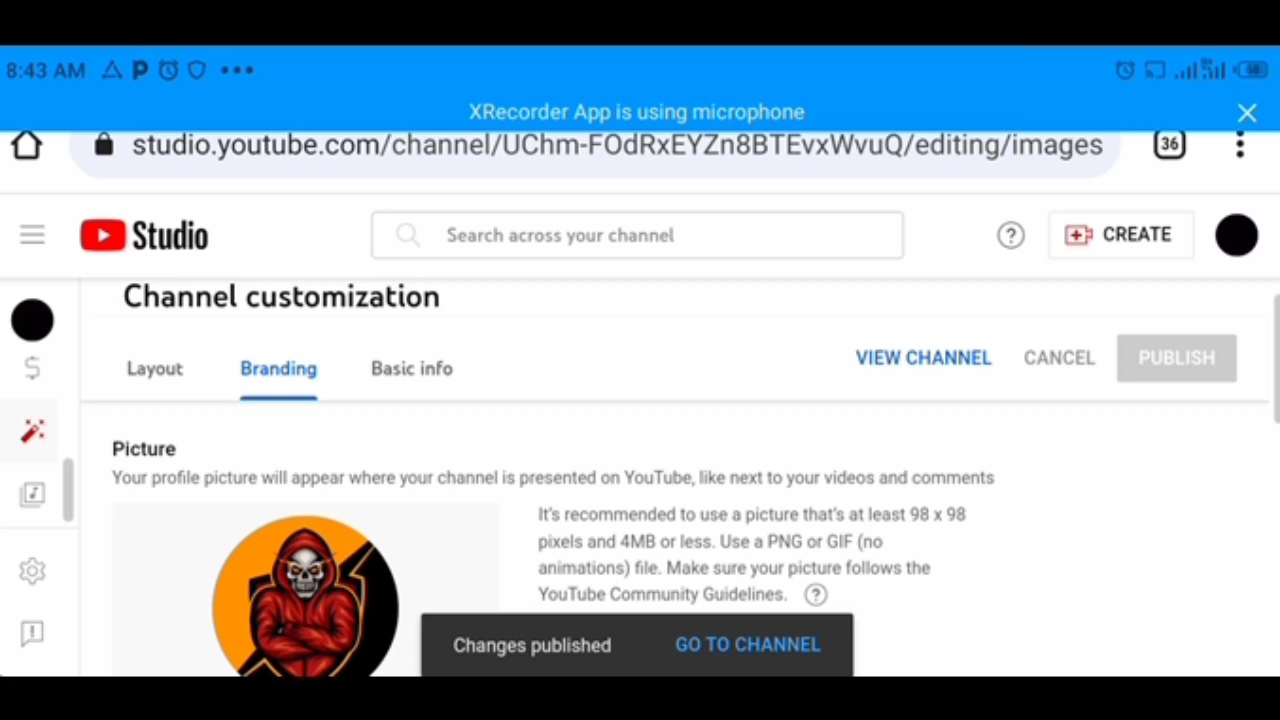 8:43 AM
XRecorder App is using microphone
studio.youtube.com/channel/UChm-FOdRxEYZn8BTEvxWvuQ/editing/images
36
Studio
Search across your channel
CREATE
Channel customization
Layout
Branding
Basic info
VIEW CHANNEL
CANCEL
PUBLISH
Picture
Your profile picture will appear where your channel is presented on YouTube, like next to your videos and comments
It's recommended to use a picture that's at least 98 x 98
pixels and 4MB or less. Use a PNG or GIF (no
animations) file. Make sure your picture follows the
YouTube Community Guidelines.
Changes published
GO TO CHANNEL